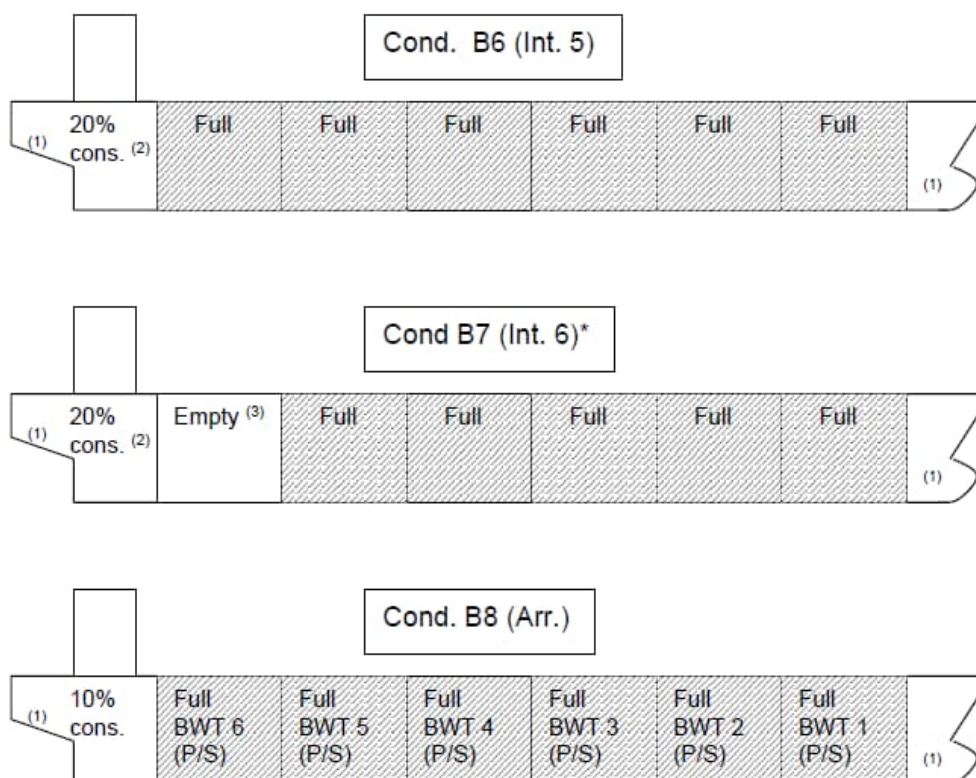 Cond. B6 (Int. 5)
(1) 20% Full Full Full Full Full Full
cons. (2)
(1)
Cond B7 (Int. 6)*
(1) 20% Empty (3) Full Full Full Full Full
cons. (2)
(1)
Cond. B8 (Arr.)
10% Full Full Full Full Full Full
(1) cons. BWT 6 BWT 5 BWT 4 BWT 3 BWT 2 BWT 1
(P/S) (P/S) (P/S) (P/S) (P/S) (P/S) (1)